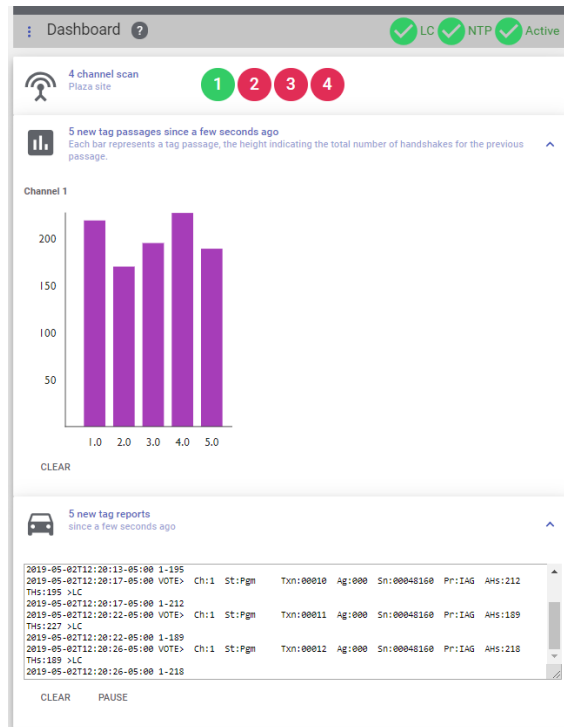 Dashboard ?
LC NTP Active
4 channel scan
Plaza site
1 2 3 4
5 new tag passages since a few seconds ago
Each bar represents a tag passage, the height indicating the total number of handshakes for the previous
passage.
Channel 1
200
150
100
50
1.0 2.0 3.0 4.0 5.0
CLEAR
5 new tag reports
since a few seconds ago
2019-05-02T12:20:13-05:00 1-195
2019-05-02T12:20:17-05:00 VOTE> Ch:1 St:Pgm Txn:00010 Ag:000 Sn:00048160 Pr:IAG AHs:212
THs:195 >LC
2019-05-02T12:20:17-05:00 1-212
2019-05-02T12:20:22-05:00 VOTE> Ch:1 St:Pgm Txn:00011 Ag:000 Sn:00048160 Pr:IAG AHs:189
THs:227 >LC
2019-05-02T12:20:22-05:00 1-189
2019-05-02T12:20:26-05:00 VOTE> Ch:1 St:Pgm Txn:00012 Ag:000 Sn:00048160 Pr:IAG AHs:218
THs:189 >LC
2019-05-02T12:20:26-05:00 1-218
CLEAR PAUSE